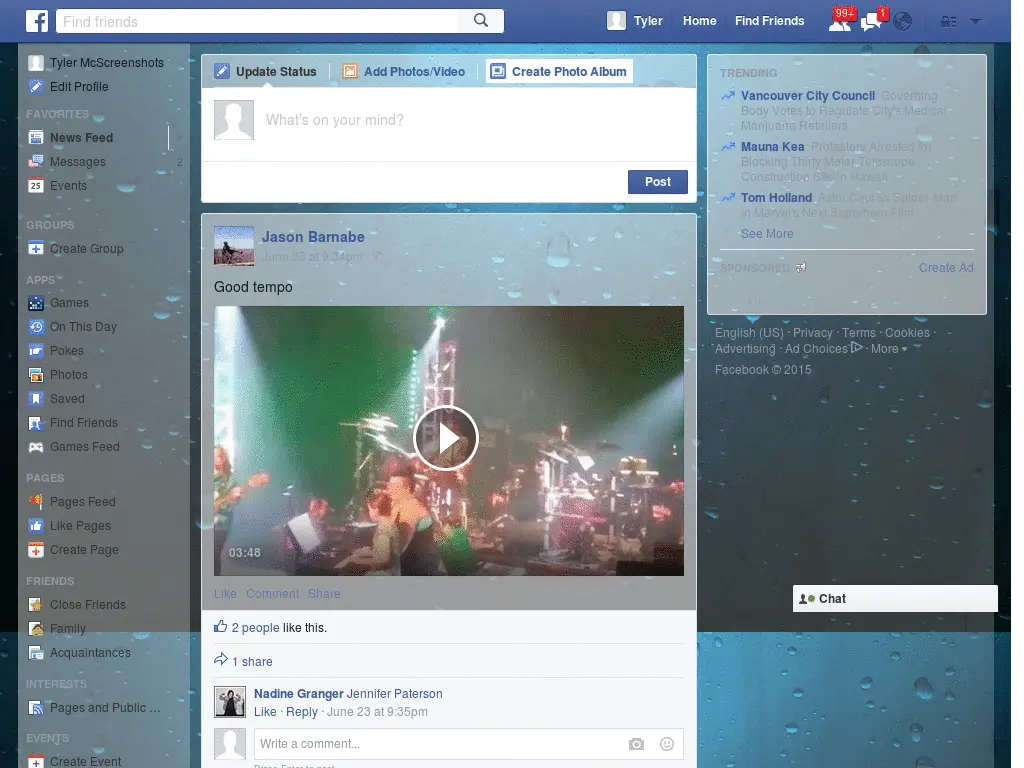 f
Find friends
Tyler
Home
Find Friends
99+
1
Tyler McScreenshots
Edit Profile
FAVORITES
News Feed
Messages
2
25
Events
GROUPS
Create Group
APPS
Games
On This Day
Pokes
Photos
Saved
Find Friends
Games Feed
PAGES
Pages Feed
Like Pages
Create Page
FRIENDS
Close Friends
Family
Acquaintances
INTERESTS
Pages and Public ...
EVENTS
Create Event
Update Status
Add Photos/Video
Create Photo Album
What's on your mind?
Post
Jason Barnabe
June 23 at 9:34pm
Good tempo
03:48
Like Comment Share
2 people like this.
1 share
Nadine Granger Jennifer Paterson
Like · Reply · June 23 at 9:35pm
Write a comment...
Press Enter to post.
TRENDING
Vancouver City Council: Governing
Body Votes to Regulate City's Medical
Marijuana Retailers
Mauna Kea: Protesters Arrested for
Blocking Thirty Meter Telescope
Construction Site in Hawaii
Tom Holland: Actor Cast as Spider-Man
in Marvel's Next Superhero Film
See More
SPONSORED
Create Ad
English (US) · Privacy · Terms · Cookies ·
Advertising · Ad Choices · More
Facebook © 2015
Chat